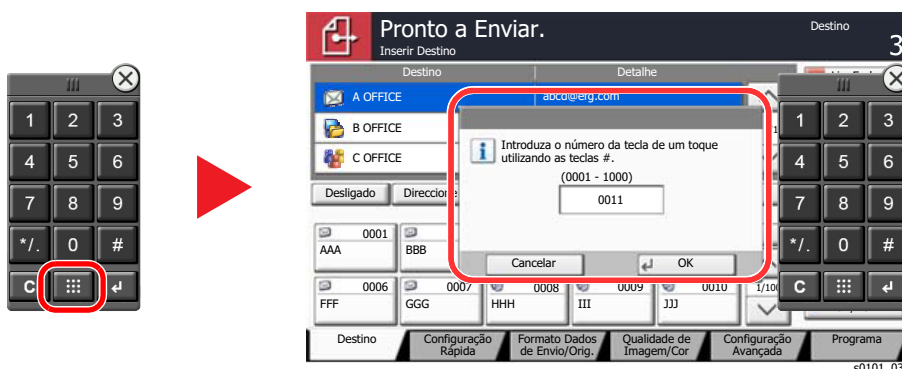 1 2 3
4 5 6
7 8 9
*/. 0 #
C
Pronto a Enviar.
Inserir Destino
Destino
3
Destino Detalhe
A OFFICE abcd@erg.com
B OFFICE
C OFFICE
Introduza o número da tecla de um toque
utilizando as teclas #.
(0001 - 1000)
0011
Cancelar OK
Desligado
0001
AAA BBB
0006 0007 0008 0009 0010 1/100
FFF GGG HHH III JJJ
1 2 3
4 5 6
7 8 9
*/. 0 #
C
Destino
Configuração
Rápida
Formato Dados
de Envio/Orig.
Qualidade de
Imagem/Cor
Configuração
Avançada
Programa